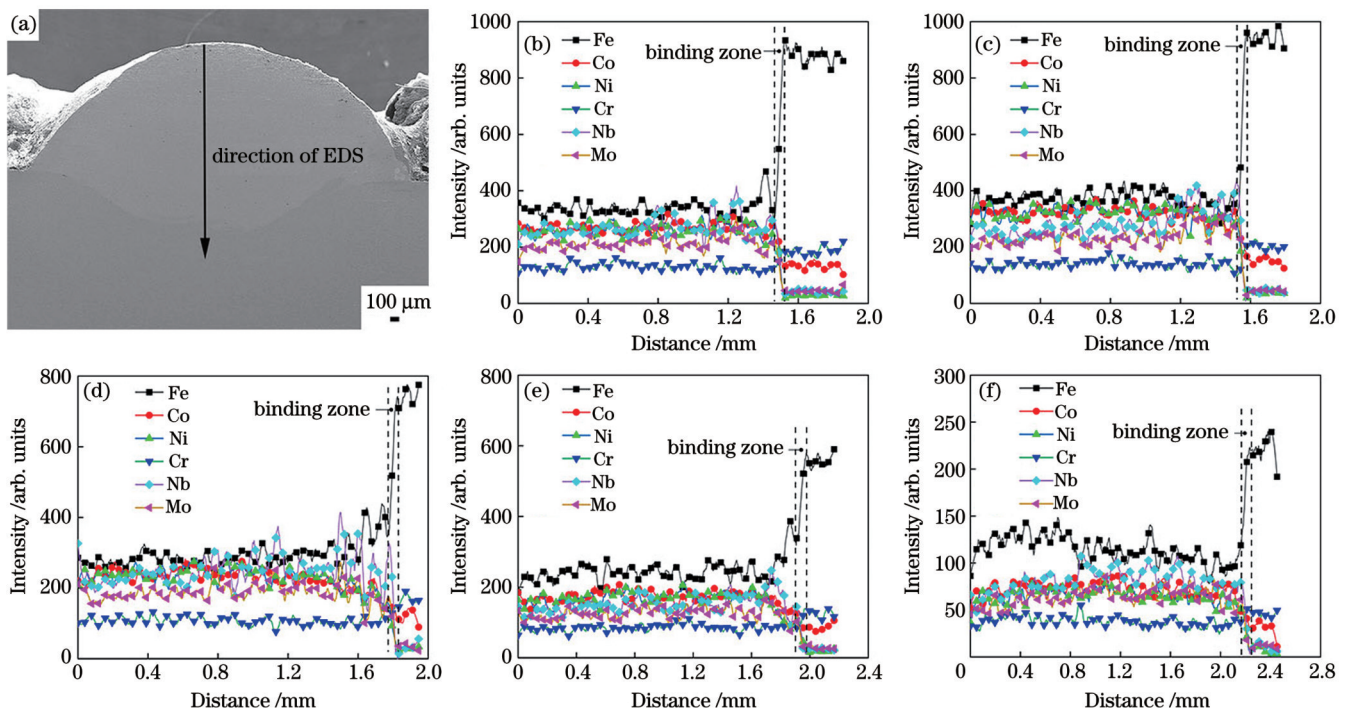 (a)
direction of EDS
100 μm
(b)
Fe
Co
Ni
Cr
Nb
Mo
binding zone
Intensity /arb. units
1000
800
600
400
200
0
0 0.4 0.8 1.2 1.6 2.0
Distance /mm
(c)
Fe
Co
Ni
Cr
Nb
Mo
binding zone
Intensity /arb. units
1000
800
600
400
200
0
0 0.4 0.8 1.2 1.6 2.0
Distance /mm
(d)
Fe
Co
Ni
Cr
Nb
Mo
binding zone
Intensity /arb. units
800
600
400
200
0
0 0.4 0.8 1.2 1.6 2.0
Distance /mm
(e)
Fe
Co
Ni
Cr
Nb
Mo
binding zone
Intensity /arb. units
800
600
400
200
0
0 0.4 0.8 1.2 1.6 2.0 2.4
Distance /mm
(f)
Fe
Co
Ni
Cr
Nb
Mo
binding zone
Intensity /arb. units
300
250
200
150
100
50
0 0.4 0.8 1.2 1.6 2.0 2.4 2.8
Distance /mm